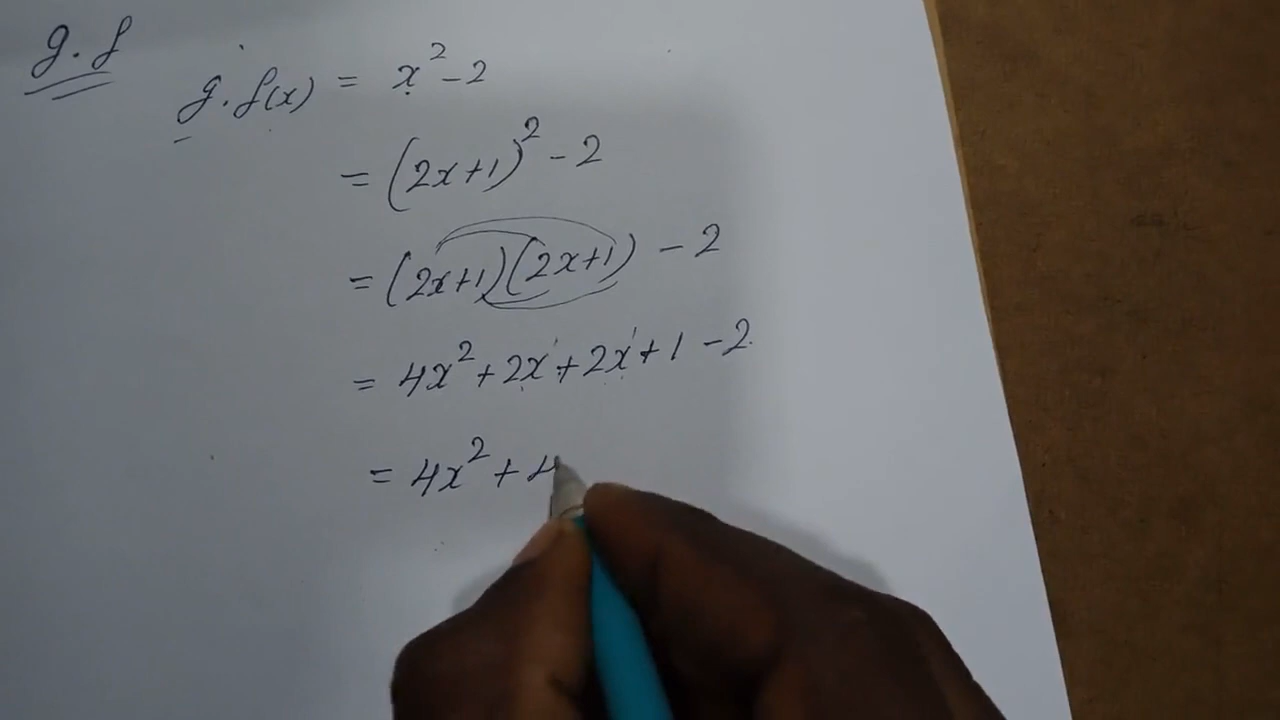 g.f
g.f(x) = x² - 2
= (2x+1)² - 2
= (2x+1)(2x+1) - 2
= 4x² + 2x + 2x + 1 - 2
= 4x² + 4